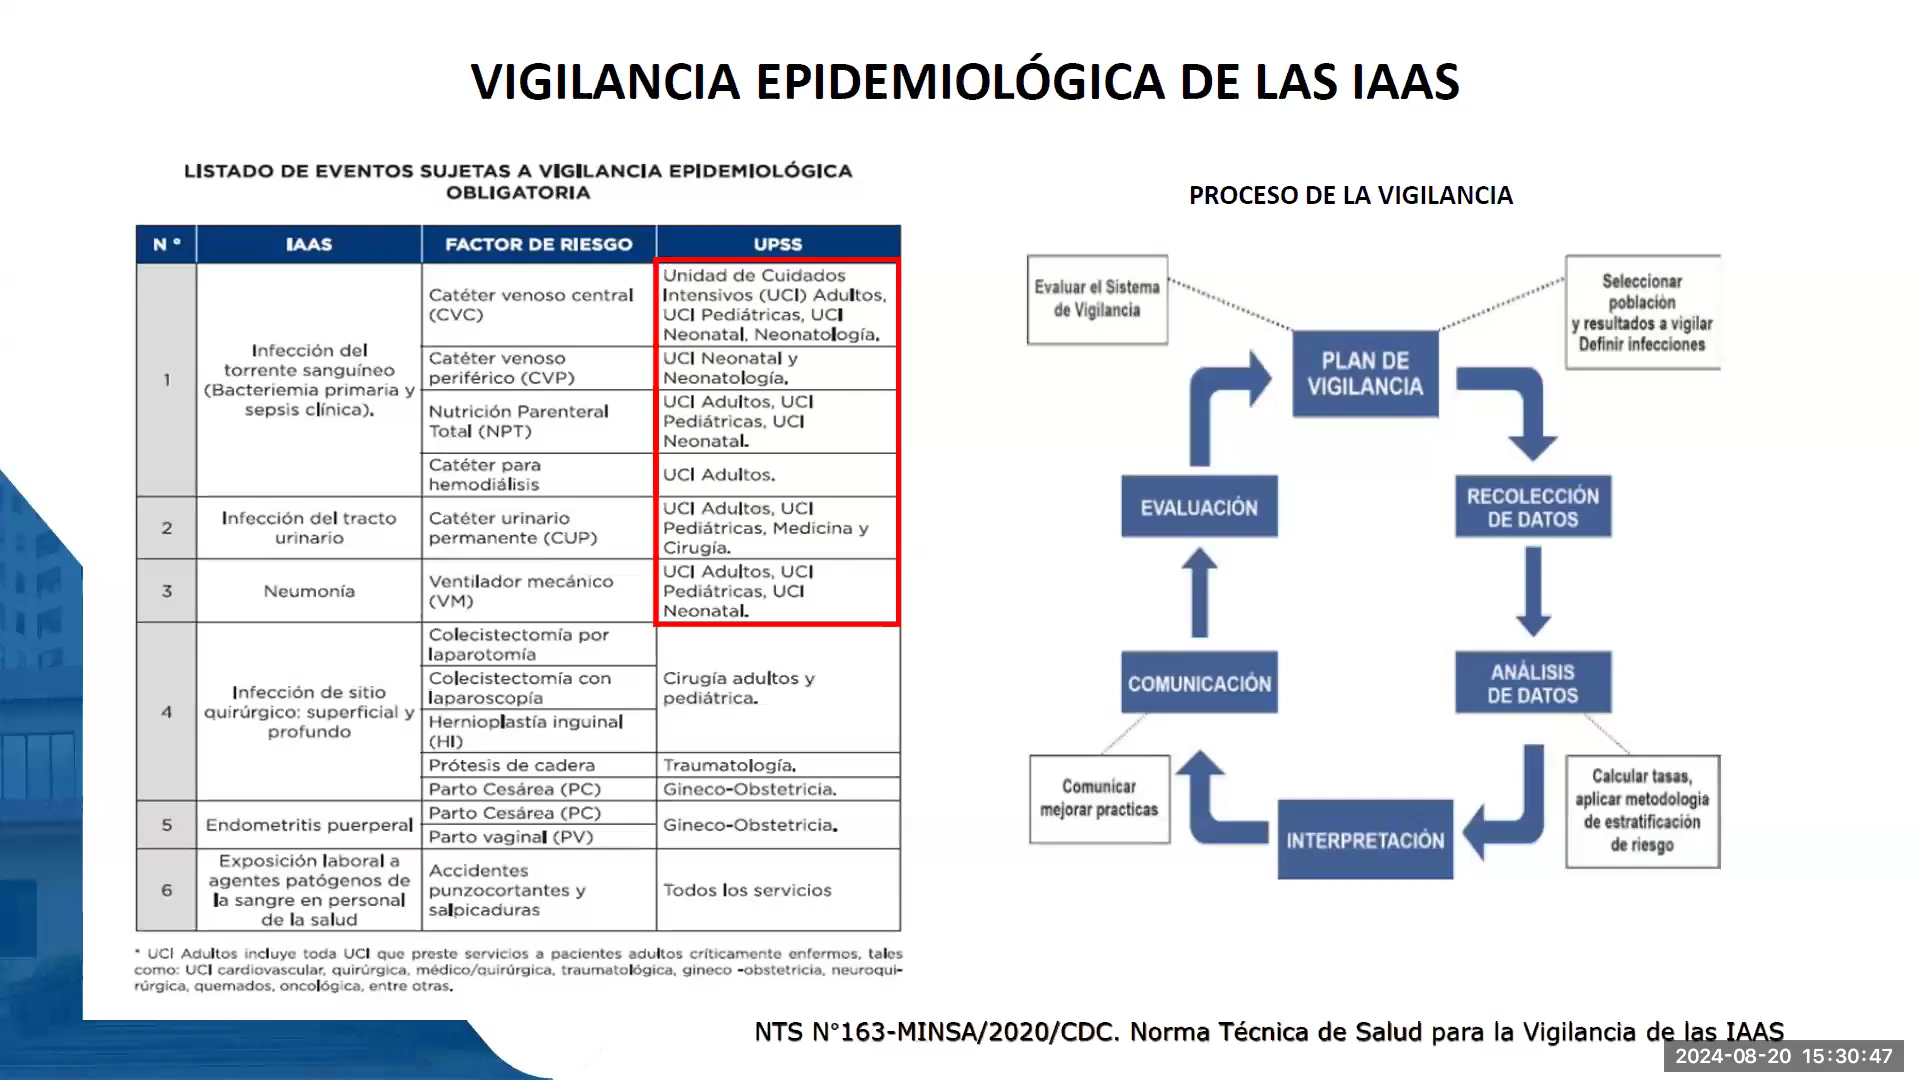 VIGILANCIA EPIDEMIOLÓGICA DE LAS IAAS
LISTADO DE EVENTOS SUJETAS A VIGILANCIA EPIDEMIOLÓGICA
OBLIGATORIA
N °
IAAS
FACTOR DE RIESGO
UPSS
1
Infección del
torrente sanguíneo
(Bacteriemia primaria y
sepsis clínica).
Catéter venoso central
(CVC)
Unidad de Cuidados
Intensivos (UCI) Adultos,
UCI Pediátricas, UCI
Neonatal, Neonatología.
Catéter venoso
periférico (CVP)
UCI Neonatal y
Neonatología.
Nutrición Parenteral
Total (NPT)
UCI Adultos, UCI
Pediátricas, UCI
Neonatal.
Catéter para
hemodiálisis
UCI Adultos.
2
Infección del tracto
urinario
Catéter urinario
permanente (CUP)
UCI Adultos, UCI
Pediátricas, Medicina y
Cirugía.
3
Neumonía
Ventilador mecánico
(VM)
UCI Adultos, UCI
Pediátricas, UCI
Neonatal.
4
Infección de sitio
quirúrgico: superficial y
profundo
Colecistectomía por
laparotomía
Colecistectomía con
laparoscopía
Hernioplastía inguinal
(HI)
Cirugía adultos y
pediátrica.
Prótesis de cadera
Traumatología.
Parto Cesárea (PC)
Gineco-Obstetricia.
5
Endometritis puerperal
Parto Cesárea (PC)
Parto vaginal (PV)
Gineco-Obstetricia.
6
Exposición laboral a
agentes patógenos de
la sangre en personal
de la salud
Accidentes
punzocortantes y
salpicaduras
Todos los servicios
* UCI Adultos incluye toda UCI que preste servicios a pacientes adultos críticamente enfermos, tales
como: UCI cardiovascular, quirúrgica, médico/quirúrgica, traumatológica, gineco -obstetricia, neuroqui-
rúrgica, quemados, oncológica, entre otras.
PROCESO DE LA VIGILANCIA
Evaluar el Sistema
de Vigilancia
Seleccionar
población
y resultados a vigilar
Definir infecciones
PLAN DE
VIGILANCIA
RECOLECCIÓN
DE DATOS
ANÁLISIS
DE DATOS
Calcular tasas,
aplicar metodologia
de estratificación
de riesgo
INTERPRETACIÓN
COMUNICACIÓN
Comunicar
mejorar practicas
EVALUACIÓN
NTS N°163-MINSA/2020/CDC. Norma Técnica de Salud para la Vigilancia de las IAAS
2024-08-20 15:30:47